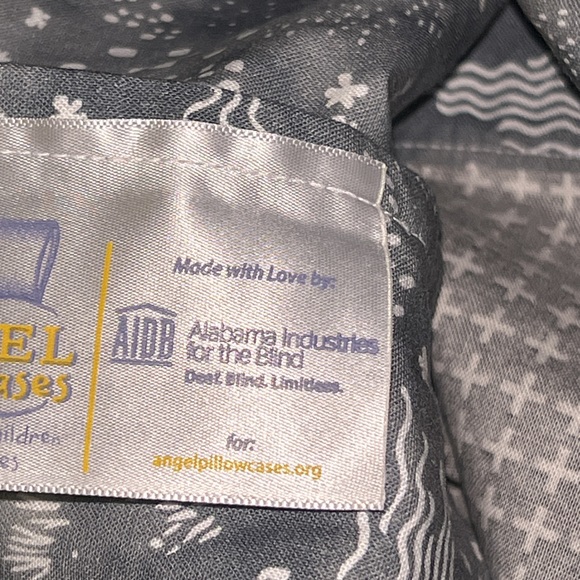 EL
ases
ildren
es
Made with Love by:
AIDB
Alabama Industries
for the Blind
Deaf. Blind. Limitless.
for:
angelpillowcases.org